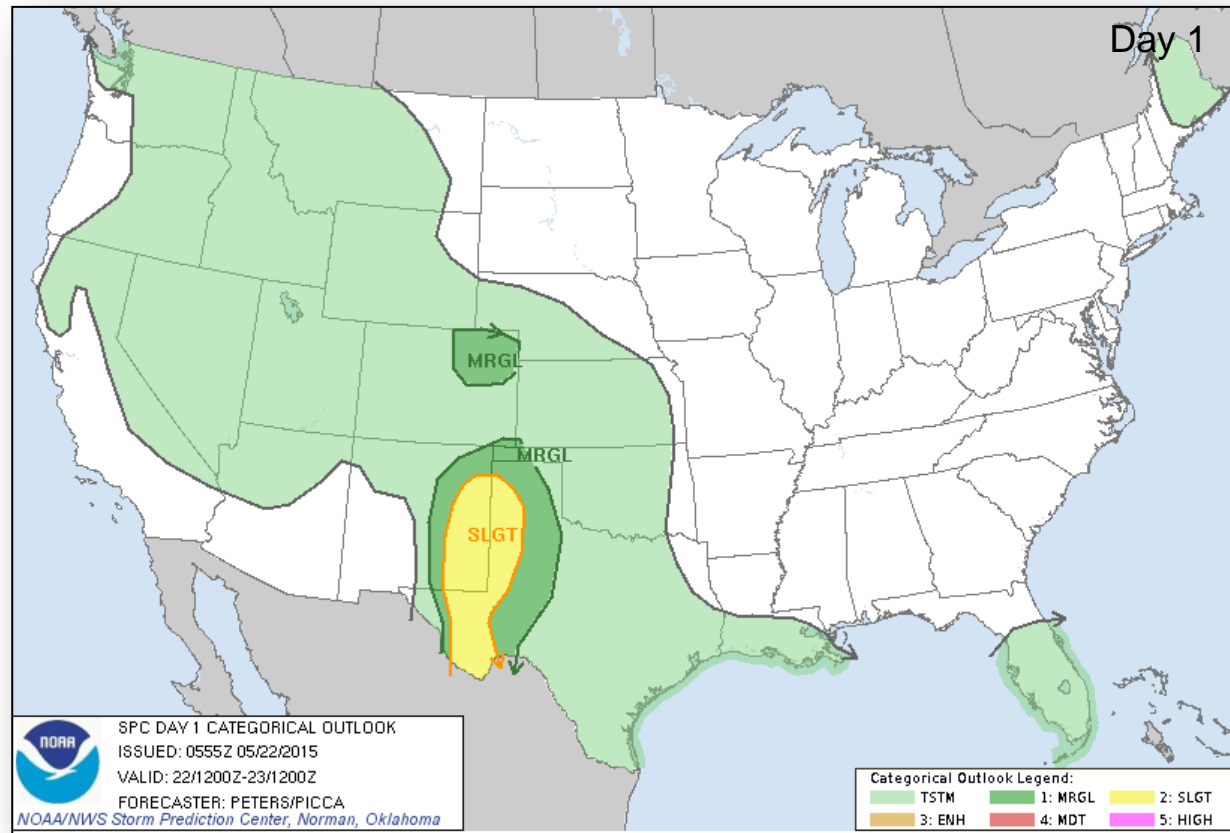 Day 1
MRGL
MRGL
SLGT
NOAA
SPC DAY 1 CATEGORICAL OUTLOOK
ISSUED: 0555Z 05/22/2015
VALID: 22/1200Z-23/1200Z
FORECASTER: PETERS/PICCA
NOAA/NWS Storm Prediction Center, Norman, Oklahoma
Categorical Outlook Legend:
TSTM 1: MRGL 2: SLGT
3: ENH 4: MDT 5: HIGH